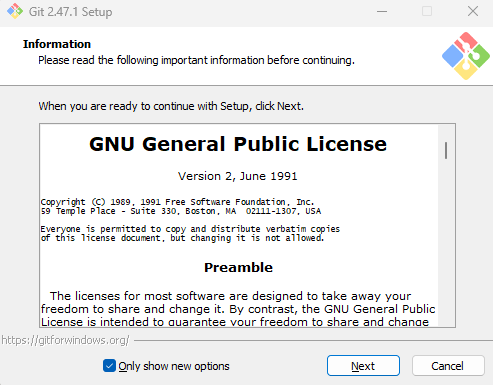 Git 2.47.1 Setup
Information
Please read the following important information before continuing.
When you are ready to continue with Setup, click Next.
GNU General Public License
Version 2, June 1991
Copyright (C) 1989, 1991 Free Software Foundation, Inc.
59 Temple Place - Suite 330, Boston, MA  02111-1307, USA
Everyone is permitted to copy and distribute verbatim copies
of this license document, but changing it is not allowed.
Preamble
The licenses for most software are designed to take away your
freedom to share and change it. By contrast, the GNU General Public
License is intended to guarantee your freedom to share and change
https://gitforwindows.org/
Only show new options
Next
Cancel